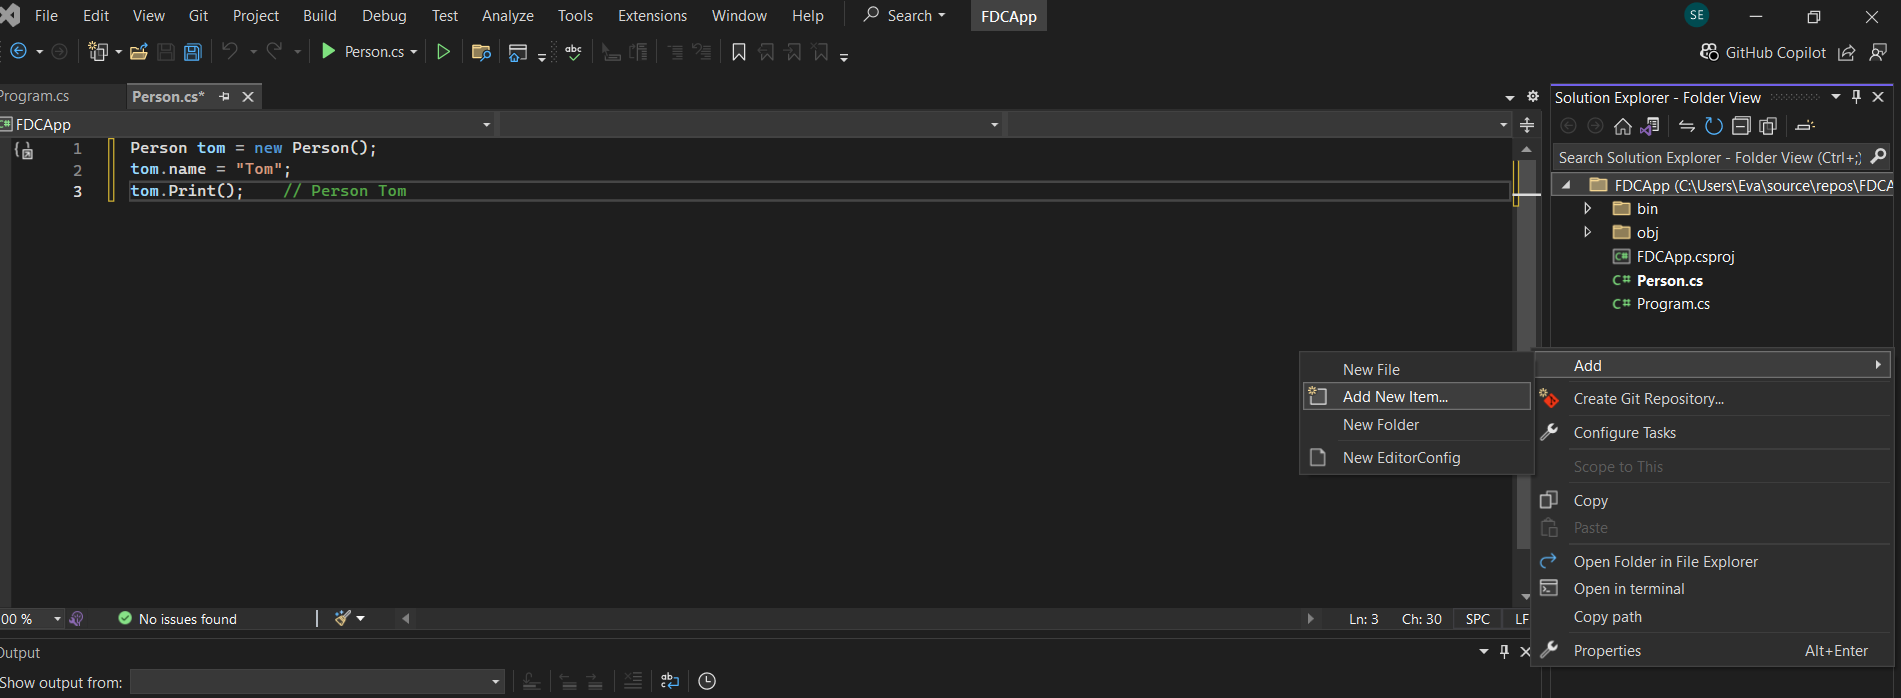 File Edit View Git Project Build Debug Test Analyze Tools Extensions Window Help Search FDCApp SE
Person.cs GitHub Copilot
Program.cs Person.cs*
FDCApp
1 Person tom = new Person();
2 tom.name = "Tom";
3 tom.Print(); // Person Tom
Solution Explorer - Folder View
Search Solution Explorer - Folder View (Ctrl+;)
FDCApp (C:\Users\Eva\source\repos\FDCA
bin
obj
FDCApp.csproj
C# Person.cs
C# Program.cs
New File
Add New Item...
New Folder
New EditorConfig
Add
Create Git Repository...
Configure Tasks
Scope to This
Copy
Paste
Open Folder in File Explorer
Open in terminal
Copy path
Properties Alt+Enter
00 % No issues found Ln: 3 Ch: 30 SPC LF
Output
Show output from: